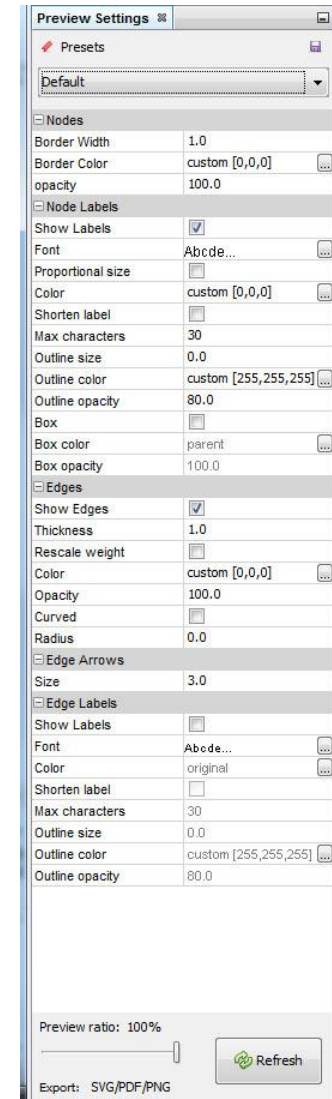 Preview Settings
Presets
Default
Nodes
Border Width 1.0
Border Color custom [0,0,0] ...
opacity 100.0
Node Labels
Show Labels
Font Abcde... ...
Proportional size
Color custom [0,0,0] ...
Shorten label
Max characters 30
Outline size 0.0
Outline color custom [255,255,255] ...
Outline opacity 80.0
Box
Box color parent ...
Box opacity 100.0
Edges
Show Edges
Thickness 1.0
Rescale weight
Color custom [0,0,0] ...
Opacity 100.0
Curved
Radius 0.0
Edge Arrows
Size 3.0
Edge Labels
Show Labels
Font Abcde... ...
Color original ...
Shorten label
Max characters 30
Outline size 0.0
Outline color custom [255,255,255] ...
Outline opacity 80.0
Preview ratio: 100%
Refresh
Export: SVG/PDF/PNG